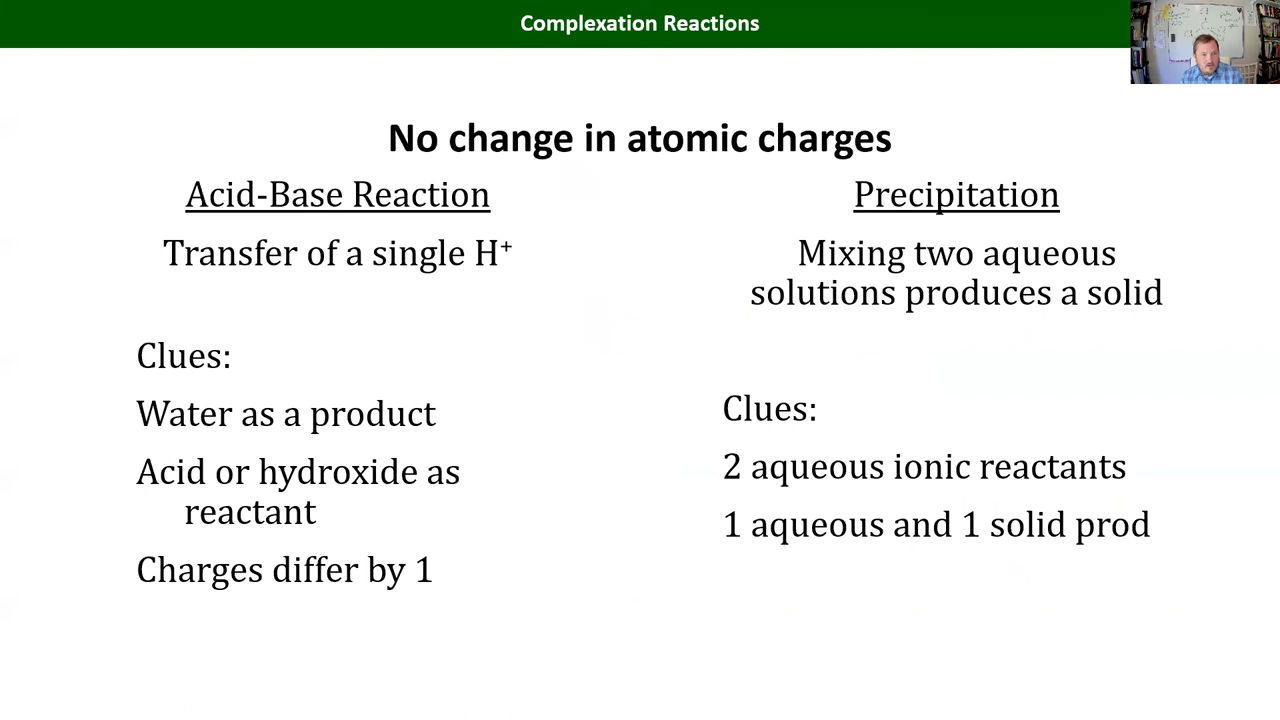 Complexation Reactions
No change in atomic charges
Acid-Base Reaction
Transfer of a single H⁺
Clues:
Water as a product
Acid or hydroxide as
reactant
Charges differ by 1
Precipitation
Mixing two aqueous
solutions produces a solid
Clues:
2 aqueous ionic reactants
1 aqueous and 1 solid prod